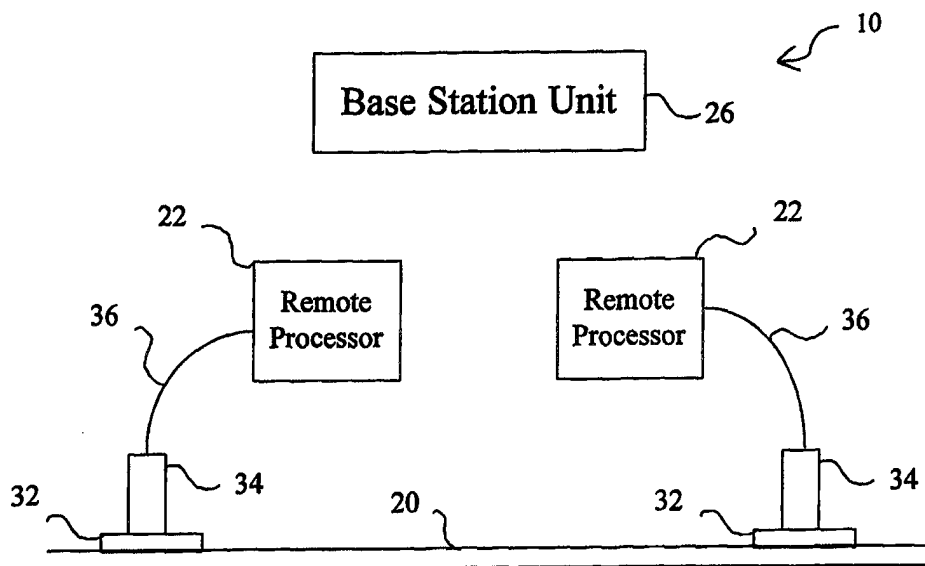 10
Base Station Unit
26
22
22
Remote
Processor
Remote
Processor
36
36
34
34
32
32
20